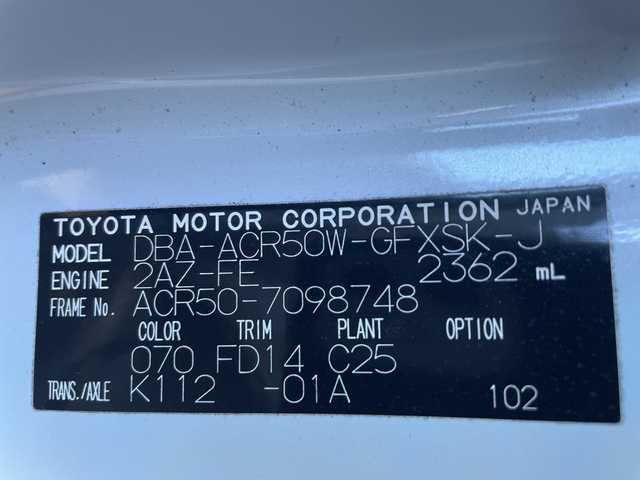 TOYOTA MOTOR CORPORATION JAPAN
MODEL DBA-ACR50W-GFXSK-J
ENGINE 2AZ-FE 2362 mL
FRAME No. ACR50-7098748
COLOR TRIM PLANT OPTION
070 FD14 C25
TRANS./AXLE K112 -01A 102